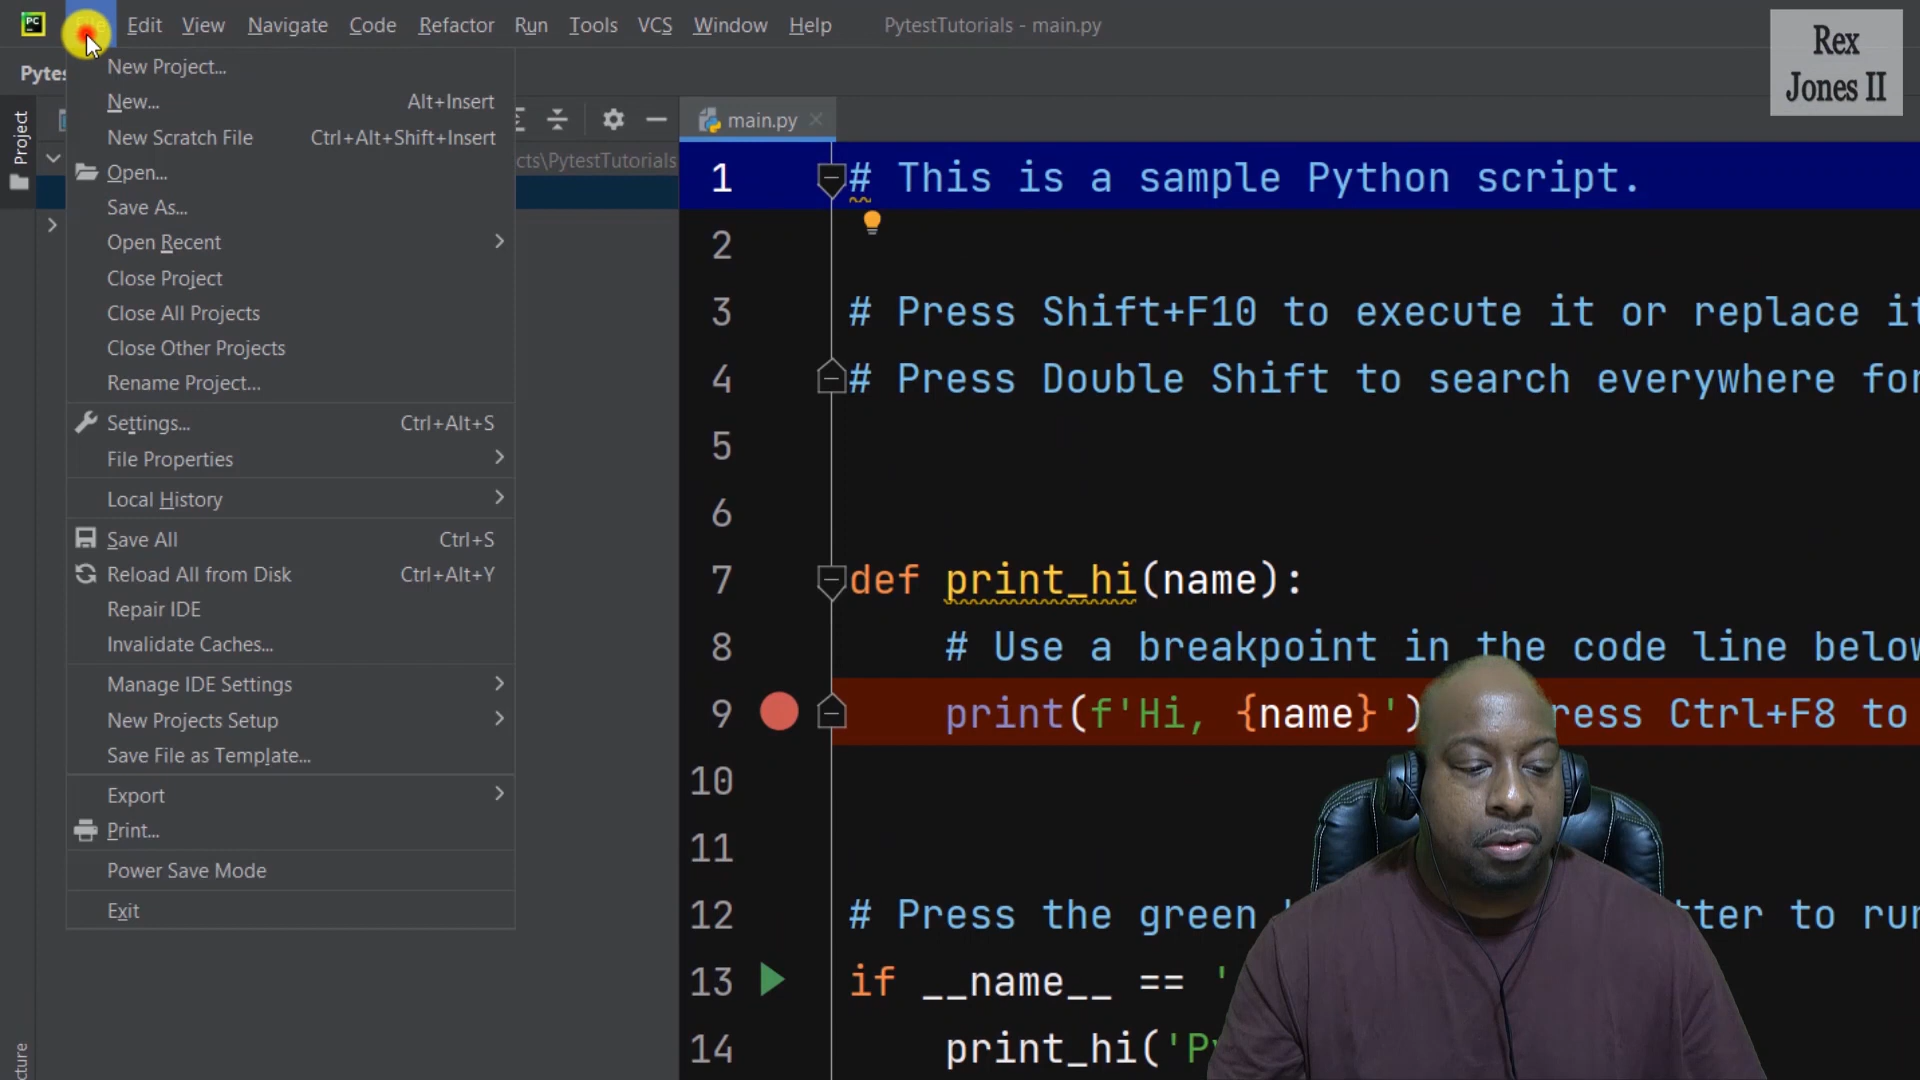 PC
Edit View Navigate Code Refactor Run Tools VCS Window Help PytestTutorials - main.py
Rex
Jones II
New Project...
New... Alt+Insert
New Scratch File Ctrl+Alt+Shift+Insert
Open...
Save As...
Open Recent
Close Project
Close All Projects
Close Other Projects
Rename Project...
Settings... Ctrl+Alt+S
File Properties
Local History
Save All Ctrl+S
Reload All from Disk Ctrl+Alt+Y
Repair IDE
Invalidate Caches...
Manage IDE Settings
New Projects Setup
Save File as Template...
Export
Print...
Power Save Mode
Exit
Pytes
Project
cts\PytestTutorials
cture
main.py
1 # This is a sample Python script.
2
3 # Press Shift+F10 to execute it or replace it
4 # Press Double Shift to search everywhere for
5
6
7 def print_hi(name):
8 # Use a breakpoint in the code line below
9 print(f'Hi, {name}') ress Ctrl+F8 to
10
11
12 # Press the green tter to run
13 if __name__ == '
14 print_hi('Py